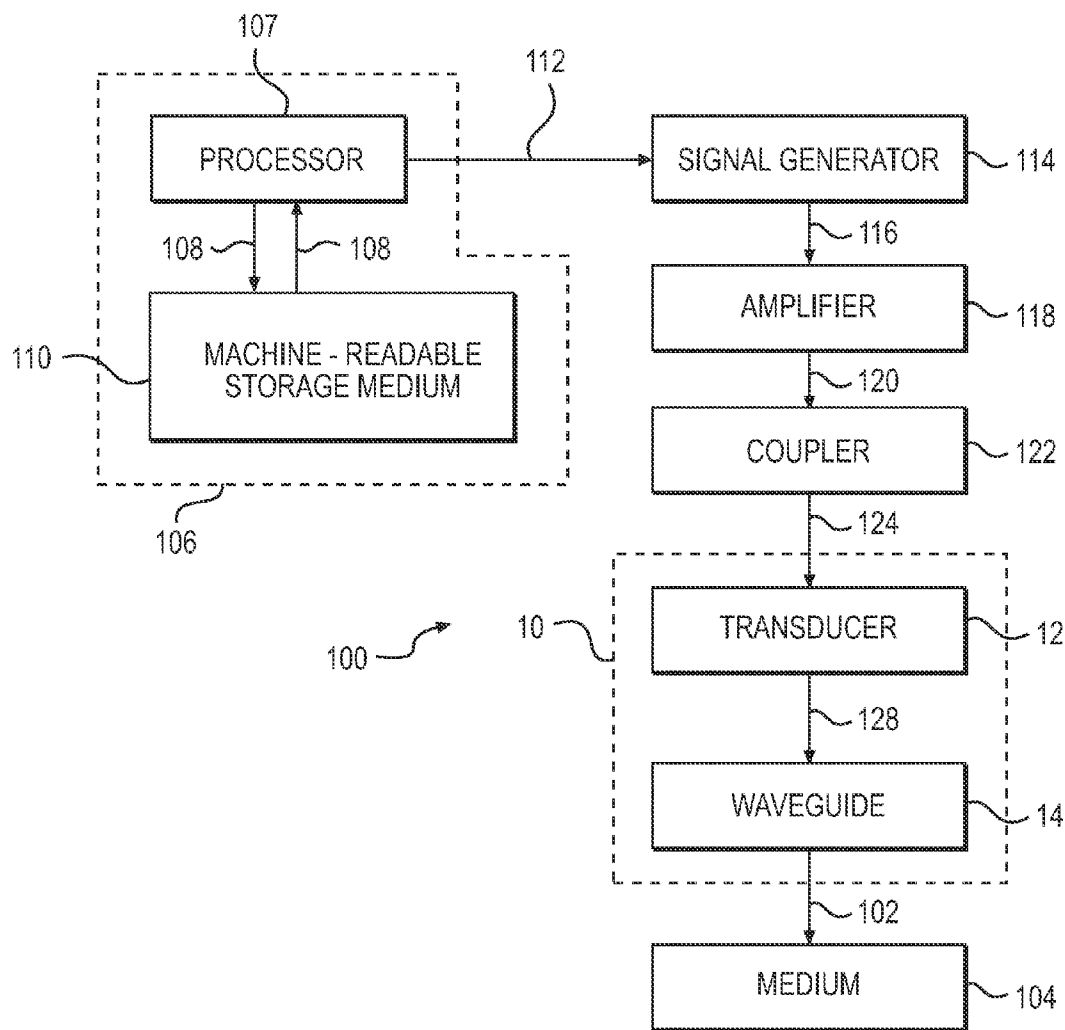 107
112
PROCESSOR
SIGNAL GENERATOR
114
108
108
116
110
MACHINE - READABLE
STORAGE MEDIUM
AMPLIFIER
118
120
COUPLER
122
106
124
100
10
TRANSDUCER
12
128
WAVEGUIDE
14
102
MEDIUM
104